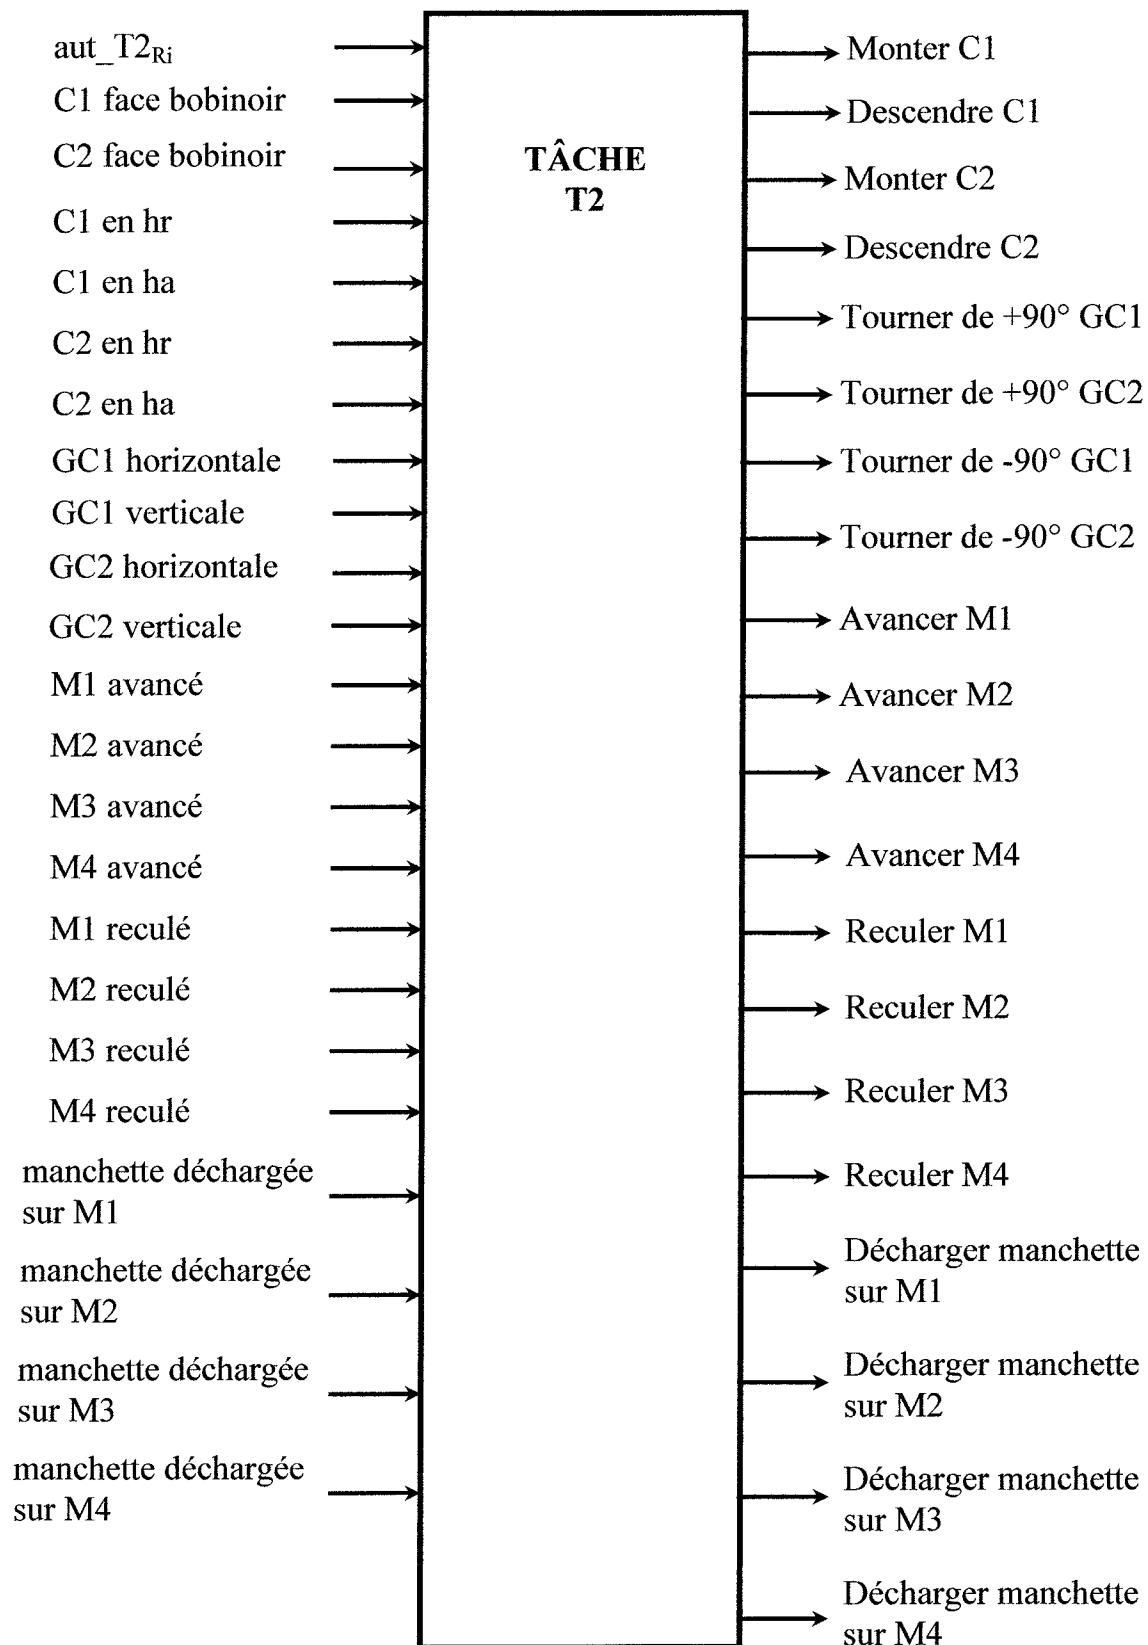 aut_T2Ri
C1 face bobinoir
C2 face bobinoir
C1 en hr
C1 en ha
C2 en hr
C2 en ha
GC1 horizontale
GC1 verticale
GC2 horizontale
GC2 verticale
M1 avancé
M2 avancé
M3 avancé
M4 avancé
M1 reculé
M2 reculé
M3 reculé
M4 reculé
manchette déchargée
sur M1
manchette déchargée
sur M2
manchette déchargée
sur M3
manchette déchargée
sur M4
TÂCHE
T2
Monter C1
Descendre C1
Monter C2
Descendre C2
Tourner de +90° GC1
Tourner de +90° GC2
Tourner de -90° GC1
Tourner de -90° GC2
Avancer M1
Avancer M2
Avancer M3
Avancer M4
Reculer M1
Reculer M2
Reculer M3
Reculer M4
Décharger manchette
sur M1
Décharger manchette
sur M2
Décharger manchette
sur M3
Décharger manchette
sur M4